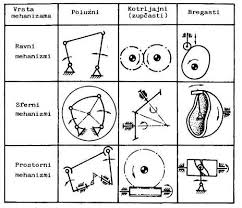 Vrsta
mehanizama
Polužni
Kotrljajni
(zupčasti)
Bregasti
Ravni
mehanizmi
Sferni
mehanizmi
Prostorni
mehanizmi